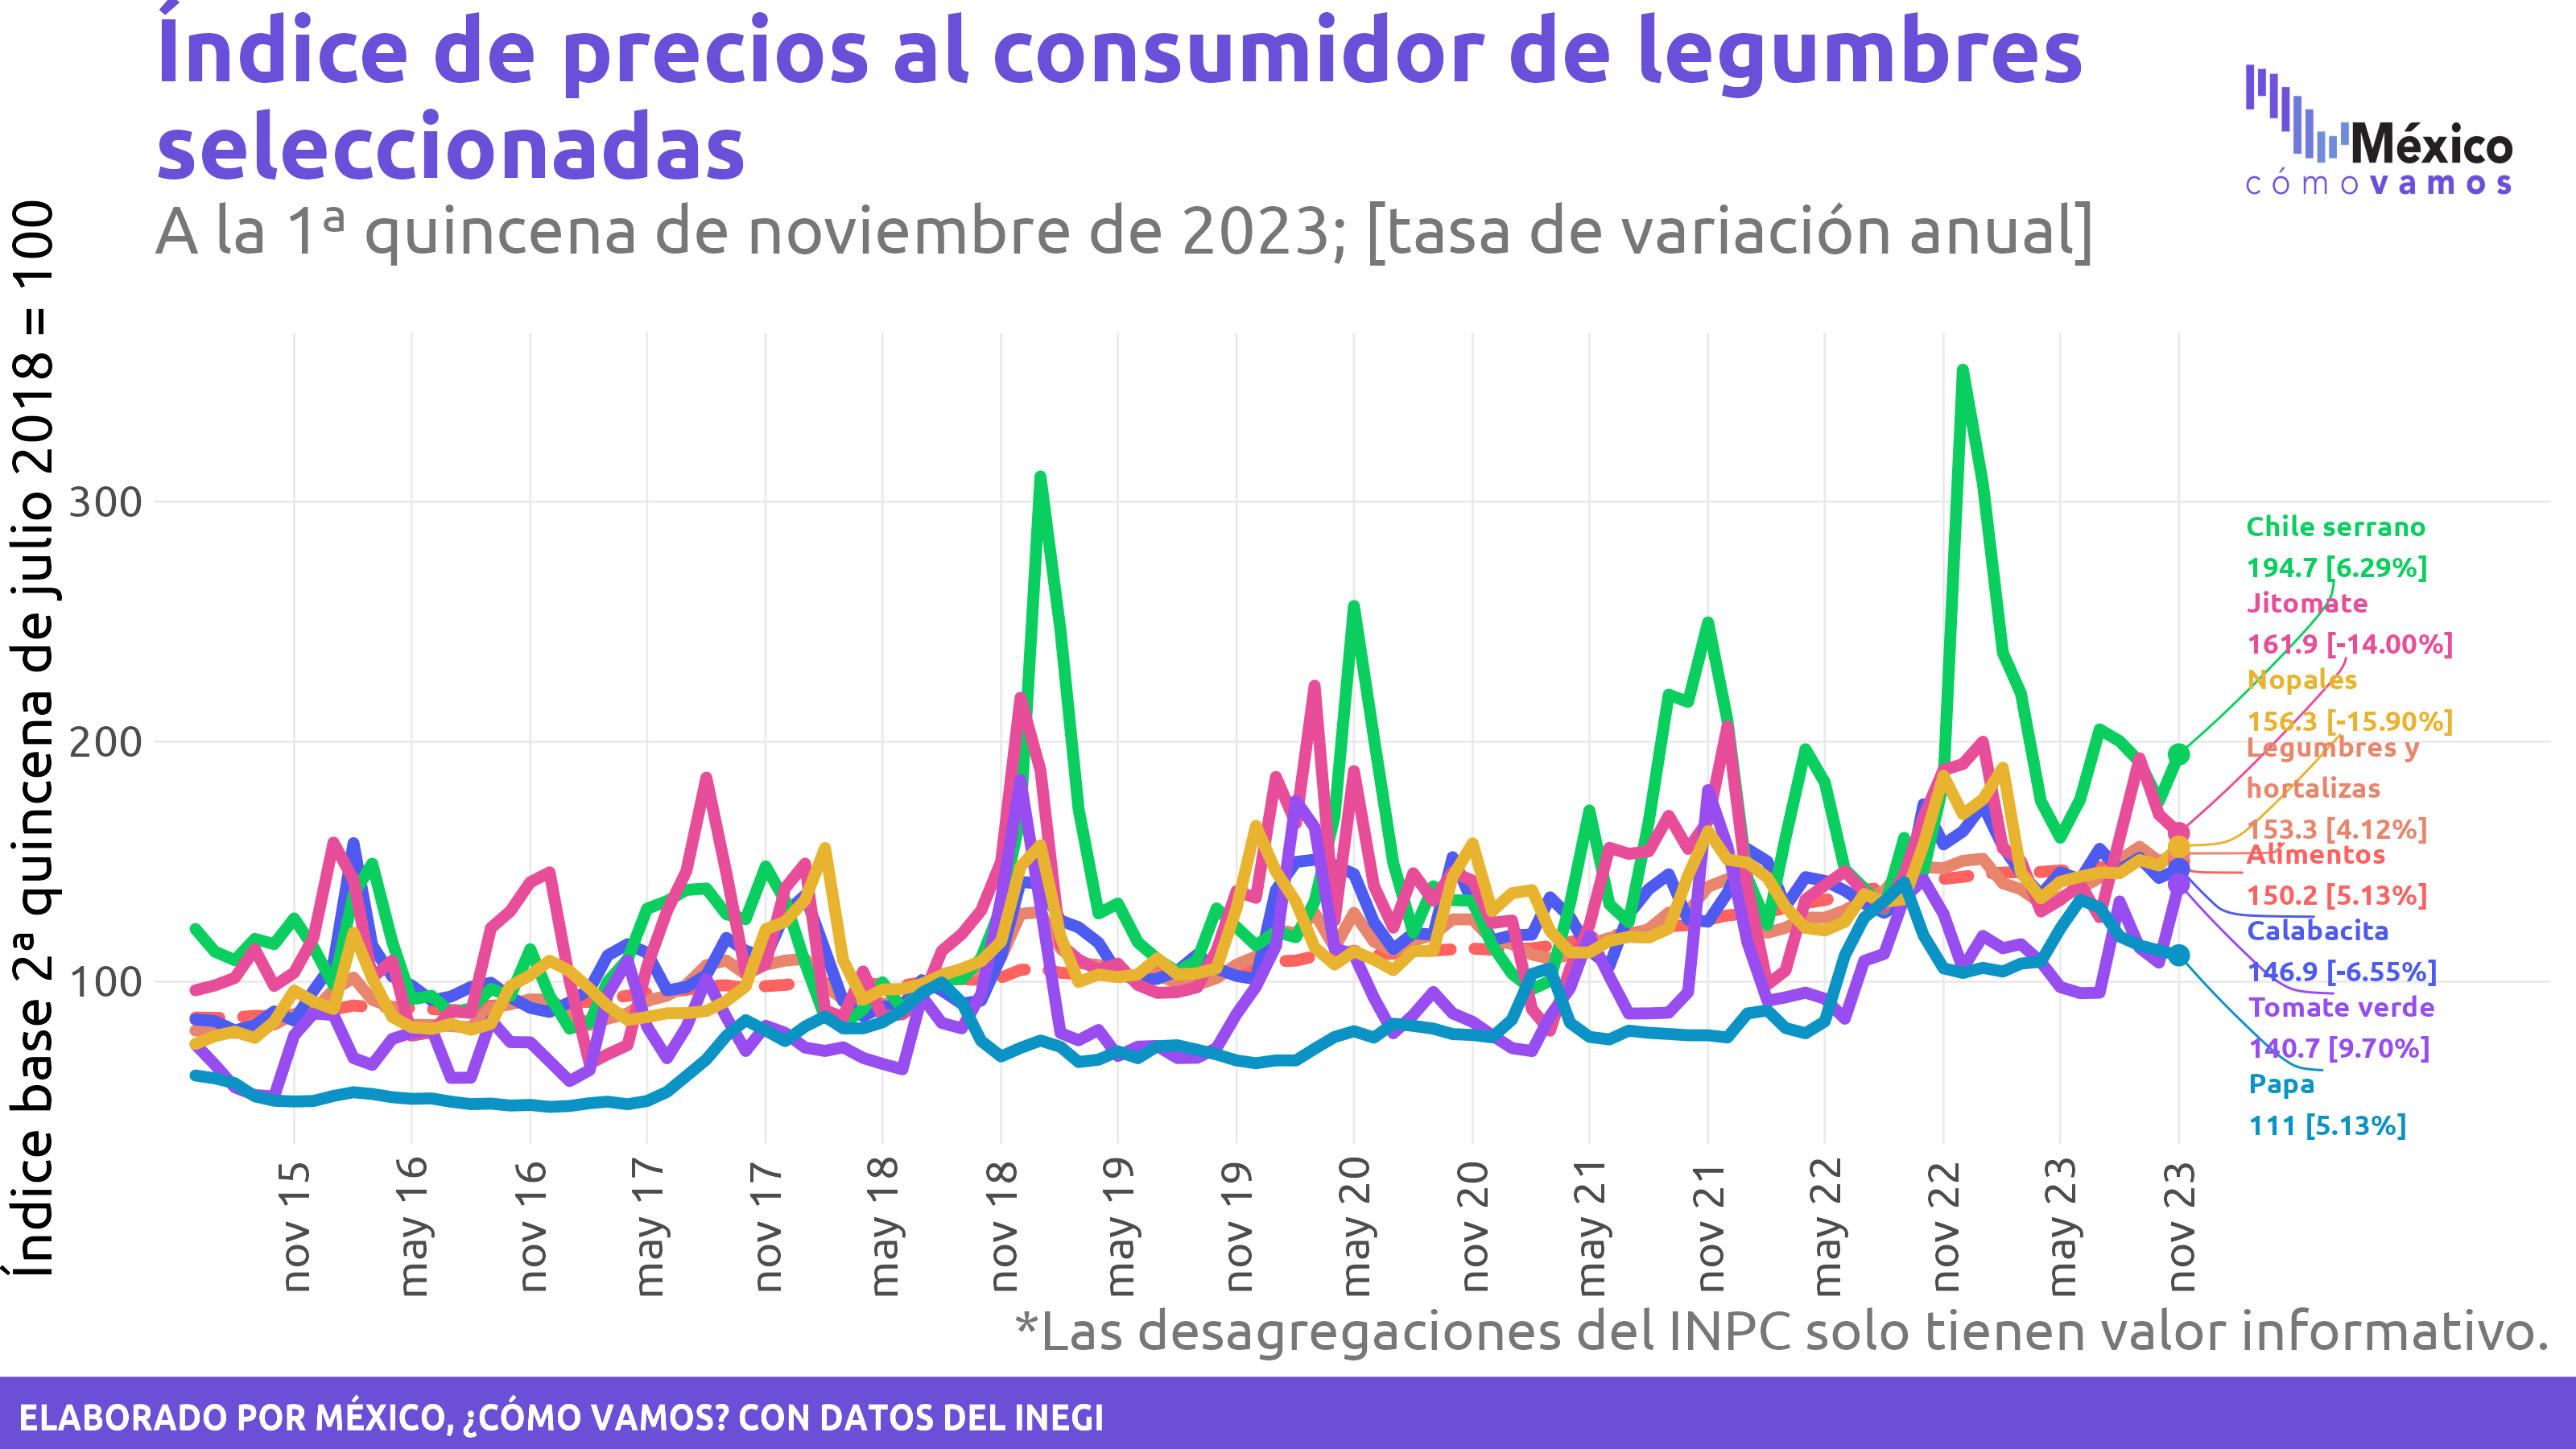 Índice de precios al consumidor de legumbres
seleccionadas
A la 1ª quincena de noviembre de 2023; [tasa de variación anual]
México
cómo vamos
Índice base 2ª quincena de julio 2018 = 100
300
200
100
Chile serrano
194.7 [6.29%]
Jitomate
161.9 [-14.00%]
Nopales
156.3 [-15.90%]
Legumbres y
hortalizas
153.3 [4.12%]
Alimentos
150.2 [5.13%]
Calabacita
146.9 [-6.55%]
Tomate verde
140.7 [9.70%]
Papa
111 [5.13%]
nov 15
may 16
nov 16
may 17
nov 17
may 18
nov 18
may 19
nov 19
may 20
nov 20
may 21
nov 21
may 22
nov 22
may 23
nov 23
*Las desagregaciones del INPC solo tienen valor informativo.
ELABORADO POR MÉXICO, ¿CÓMO VAMOS? CON DATOS DEL INEGI